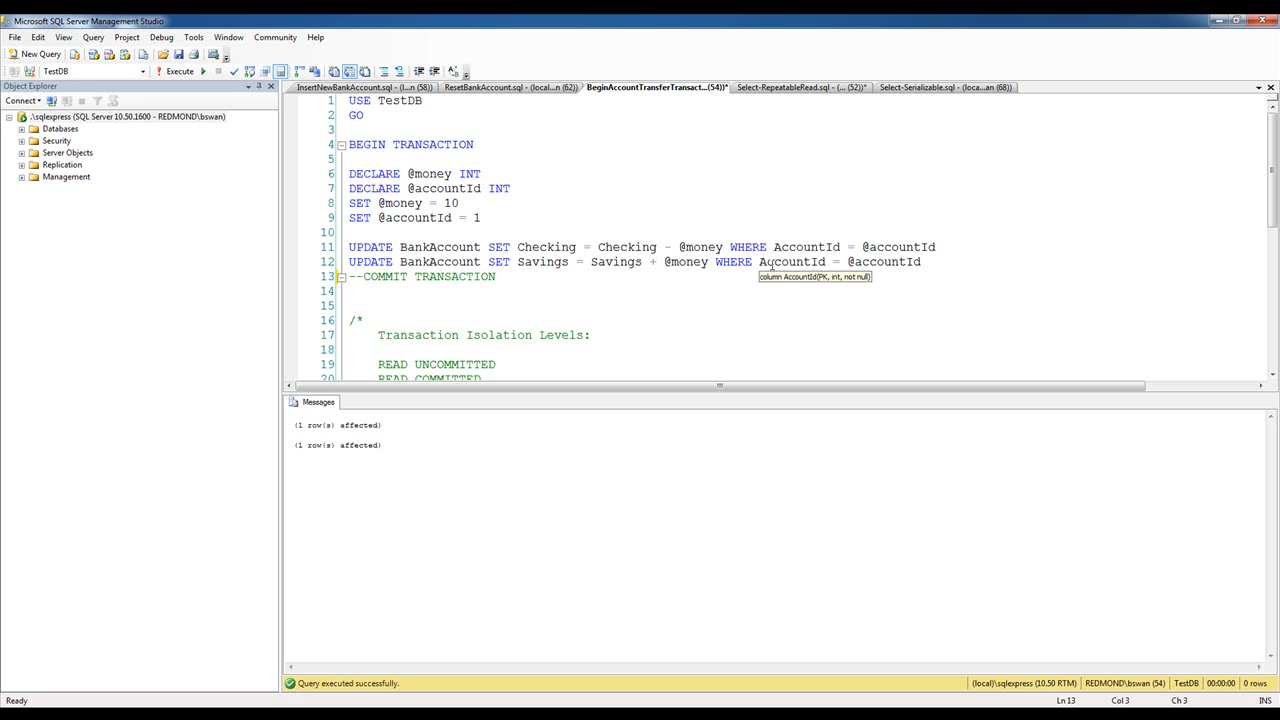 Microsoft SQL Server Management Studio
File Edit View Query Project Debug Tools Window Community Help
New Query
TestDB Execute
Object Explorer
InsertNewBankAccount.sql - (l...n (58)) ResetBankAccount.sql - (local...n (62)) BeginAccountTransferTransact...(54))* Select-RepeatableRead.sql - (... (52))* Select-Serializable.sql - (loca...an (68))
Connect
.\sqlexpress (SQL Server 10.50.1600 - REDMOND\bswan)
Databases
Security
Server Objects
Replication
Management
1 USE TestDB
2 GO
3
4 BEGIN TRANSACTION
5
6 DECLARE @money INT
7 DECLARE @accountId INT
8 SET @money = 10
9 SET @accountId = 1
10
11 UPDATE BankAccount SET Checking = Checking - @money WHERE AccountId = @accountId
12 UPDATE BankAccount SET Savings = Savings + @money WHERE AccountId = @accountId
column AccountId(PK, int, not null)
13 --COMMIT TRANSACTION
14
15
16 /*
17 Transaction Isolation Levels:
18
19 READ UNCOMMITTED
20 READ COMMITTED
Messages
(1 row(s) affected)
(1 row(s) affected)
Query executed successfully. (local)\sqlexpress (10.50 RTM) REDMOND\bswan (54) TestDB 00:00:00 0 rows
Ready Ln 13 Col 3 Ch 3 INS